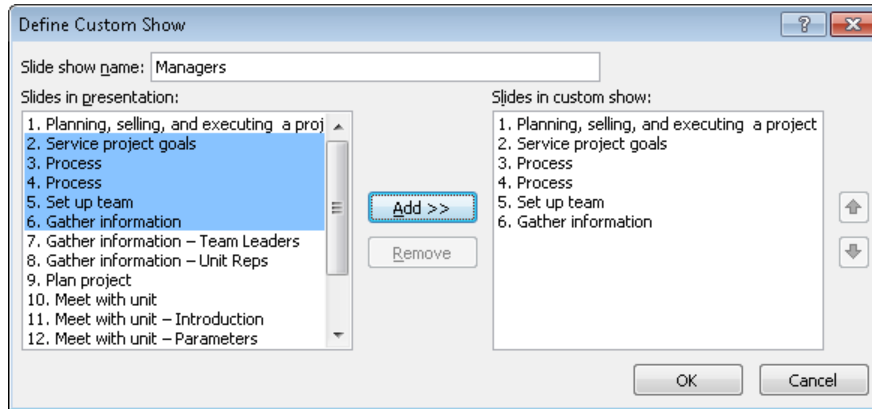 Define Custom Show
Slide show name: Managers
Slides in presentation:
1. Planning, selling, and executing  a proj
2. Service project goals
3. Process
4. Process
5. Set up team
6. Gather information
7. Gather information – Team Leaders
8. Gather information – Unit Reps
9. Plan project
10. Meet with unit
11. Meet with unit – Introduction
12. Meet with unit – Parameters
Add >>
Remove
Slides in custom show:
1. Planning, selling, and executing  a project
2. Service project goals
3. Process
4. Process
5. Set up team
6. Gather information
OK
Cancel